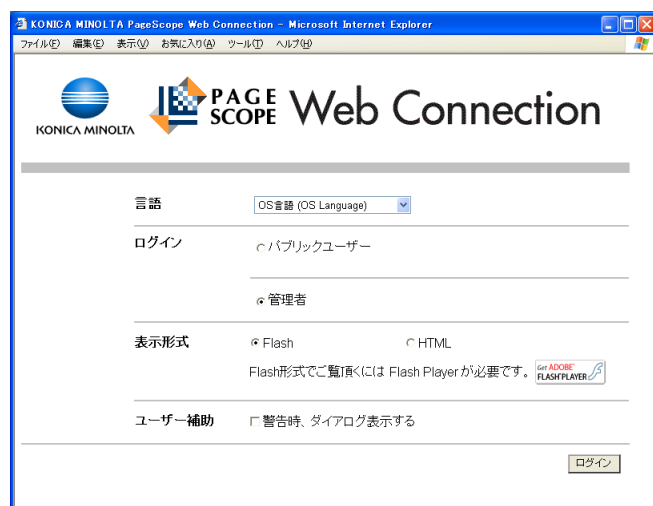 KONICA MINOLTA PageScope Web Connection - Microsoft Internet Explorer
ファイル(F) 編集(E) 表示(V) お気に入り(A) ツール(T) ヘルプ(H)
KONICA MINOLTA
PAGE SCOPE Web Connection
言語 OS言語 (OS Language)
ログイン パブリックユーザー
管理者
表示形式 Flash HTML
Flash形式でご覧頂くには Flash Player が必要です。 Get ADOBE FLASH PLAYER
ユーザー補助 警告時、ダイアログ表示する
ログイン